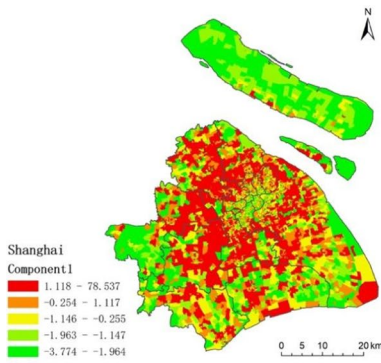 N
Shanghai
Component1
1.118 - 78.537
-0.254 - 1.117
-1.146 - -0.255
-1.963 - -1.147
-3.774 - -1.964
0 10 20 km